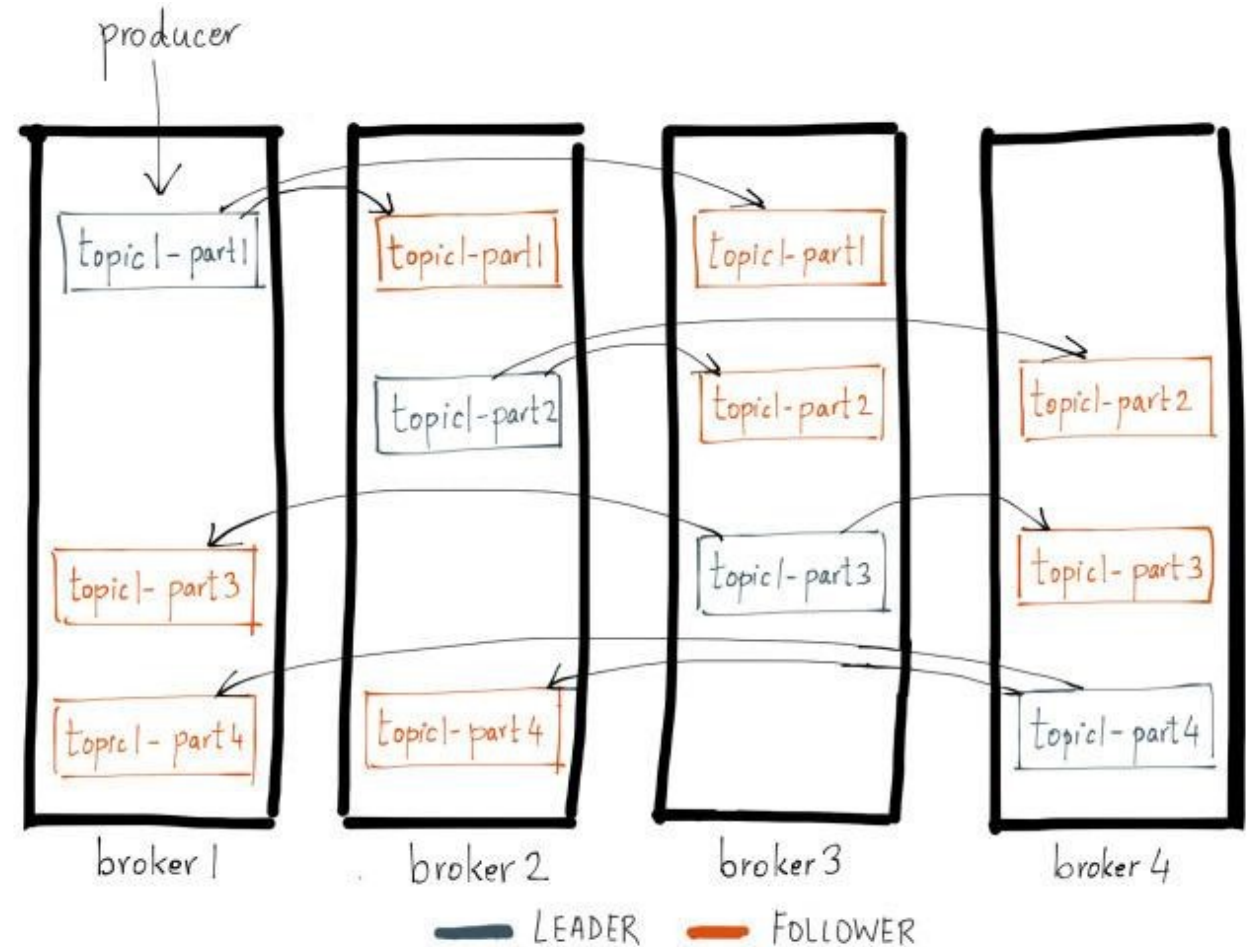 producer
topic1-part1
topic1-part1
topic1-part1
topic1-part2
topic1-part2
topic1-part2
topic1-part3
topic1-part3
topic1-part3
topic1-part4
topic1-part4
topic1-part4
broker 1
broker 2
broker 3
broker 4
LEADER
FOLLOWER